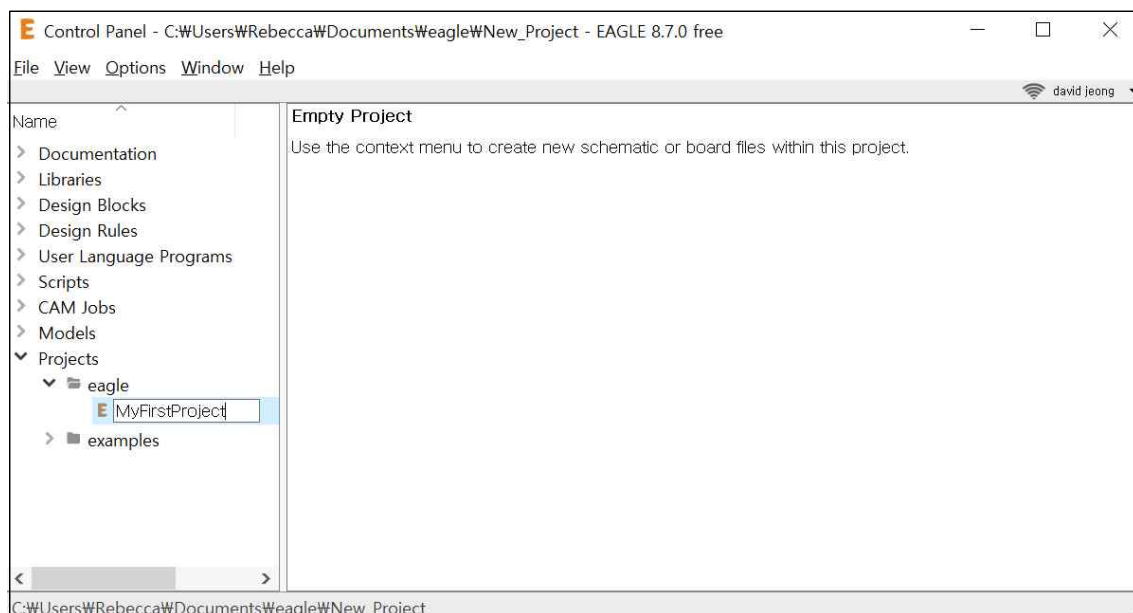 E Control Panel - C:₩Users₩Rebecca₩Documents₩eagle₩New_Project - EAGLE 8.7.0 free
File View Options Window Help
david jeong
Name
Documentation
Libraries
Design Blocks
Design Rules
User Language Programs
Scripts
CAM Jobs
Models
Projects
eagle
E MyFirstProject
examples
Empty Project
Use the context menu to create new schematic or board files within this project.
C:₩Users₩Rebecca₩Documents₩eagle₩New_Project